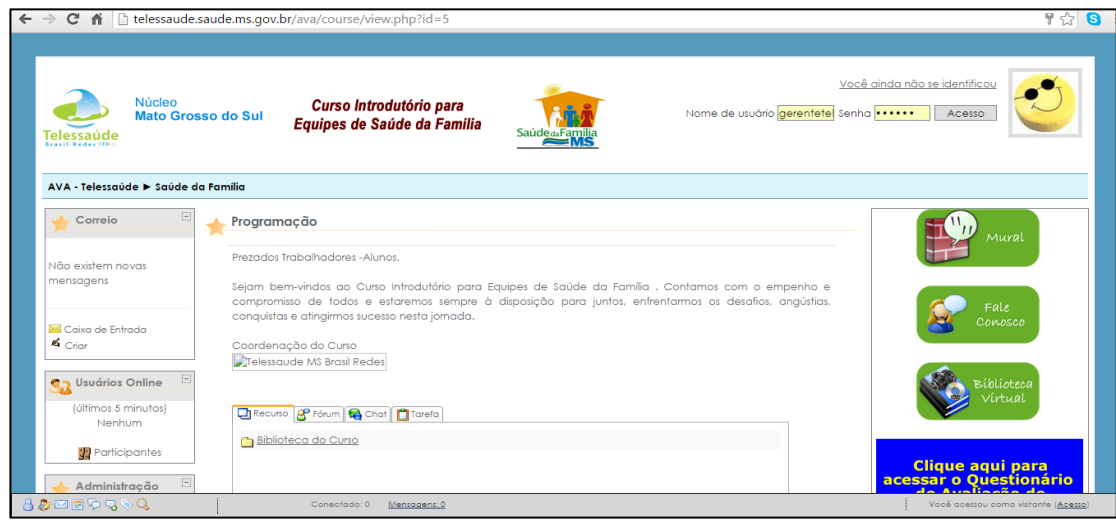 telessaude.saude.ms.gov.br/ava/course/view.php?id=5
Você ainda não se identificou
Telessaúde
Brasil Redes
Núcleo
Mato Grosso do Sul
Curso Introdutório para
Equipes de Saúde da Família
Saúde da Família
MS
Nome de usuário gerentetel Senha •••••• Acesso
AVA - Telessaúde ► Saúde da Família
Correio
Não existem novas
mensagens
Caixa de Entrada
Criar
Usuários Online
(últimos 5 minutos)
Nenhum
Participantes
Administração
Programação
Prezados Trabalhadores -Alunos,
Sejam bem-vindos ao Curso Introdutório para Equipes de Saúde da Família . Contamos com o empenho e
compromisso de todos e estaremos sempre à disposição para juntos, enfrentarmos os desafios, angústias,
conquistas e atingirmos sucesso nesta jornada.
Coordenação do Curso
Telessaude MS Brasil Redes
Recurso Fórum Chat Tarefa
Biblioteca do Curso
Mural
Fale
Conosco
Biblioteca
Virtual
Clique aqui para
acessar o Questionário
de Avaliação de
Conectado: 0 Mensagens: 0
Você acessou como visitante (Acesso)